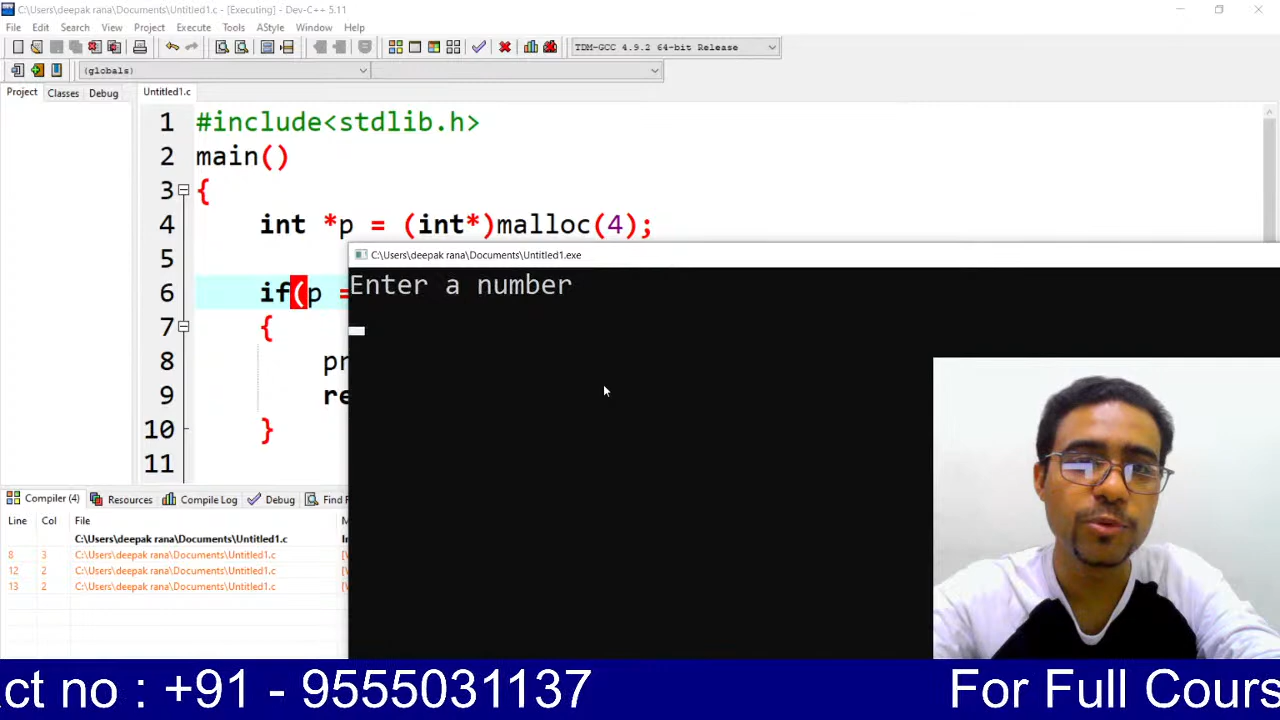 C:\Users\deepak rana\Documents\Untitled1.c - [Executing] - Dev-C++ 5.11
File Edit Search View Project Execute Tools AStyle Window Help
TDM-GCC 4.9.2 64-bit Release
(globals)
Project Classes Debug Untitled1.c
1 #include<stdlib.h>
2 main()
3 {
4 int *p = (int*)malloc(4);
5
C:\Users\deepak rana\Documents\Untitled1.exe
6 if(p =
Enter a number
7 {
8 pr
9 re
10 }
11
Compiler (4) Resources Compile Log Debug Find R
Line Col File M
C:\Users\deepak rana\Documents\Untitled1.c In
8 3 C:\Users\deepak rana\Documents\Untitled1.c [W
12 2 C:\Users\deepak rana\Documents\Untitled1.c [W
13 2 C:\Users\deepak rana\Documents\Untitled1.c [W
ct no : +91 - 9555031137 For Full Cours